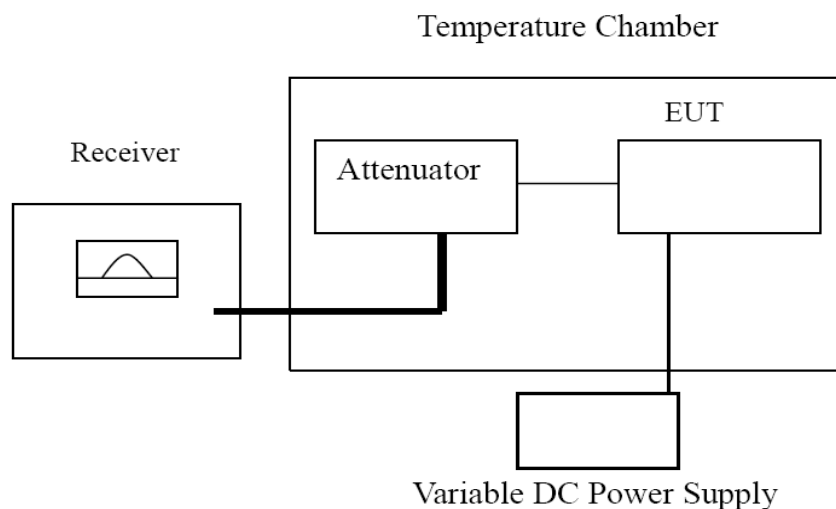 Temperature Chamber
EUT
Receiver
Attenuator
Variable DC Power Supply